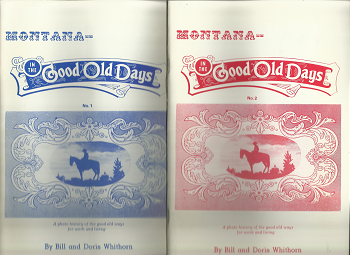 MONTANA—
IN THE Good Old Days
No. 1
A photo history of the good old ways
for work and living
By Bill and Doris Whithorn
MONTANA—
IN THE Good Old Days
No. 2
A photo history of the good old ways
for work and living
By Bill and Doris Whithorn